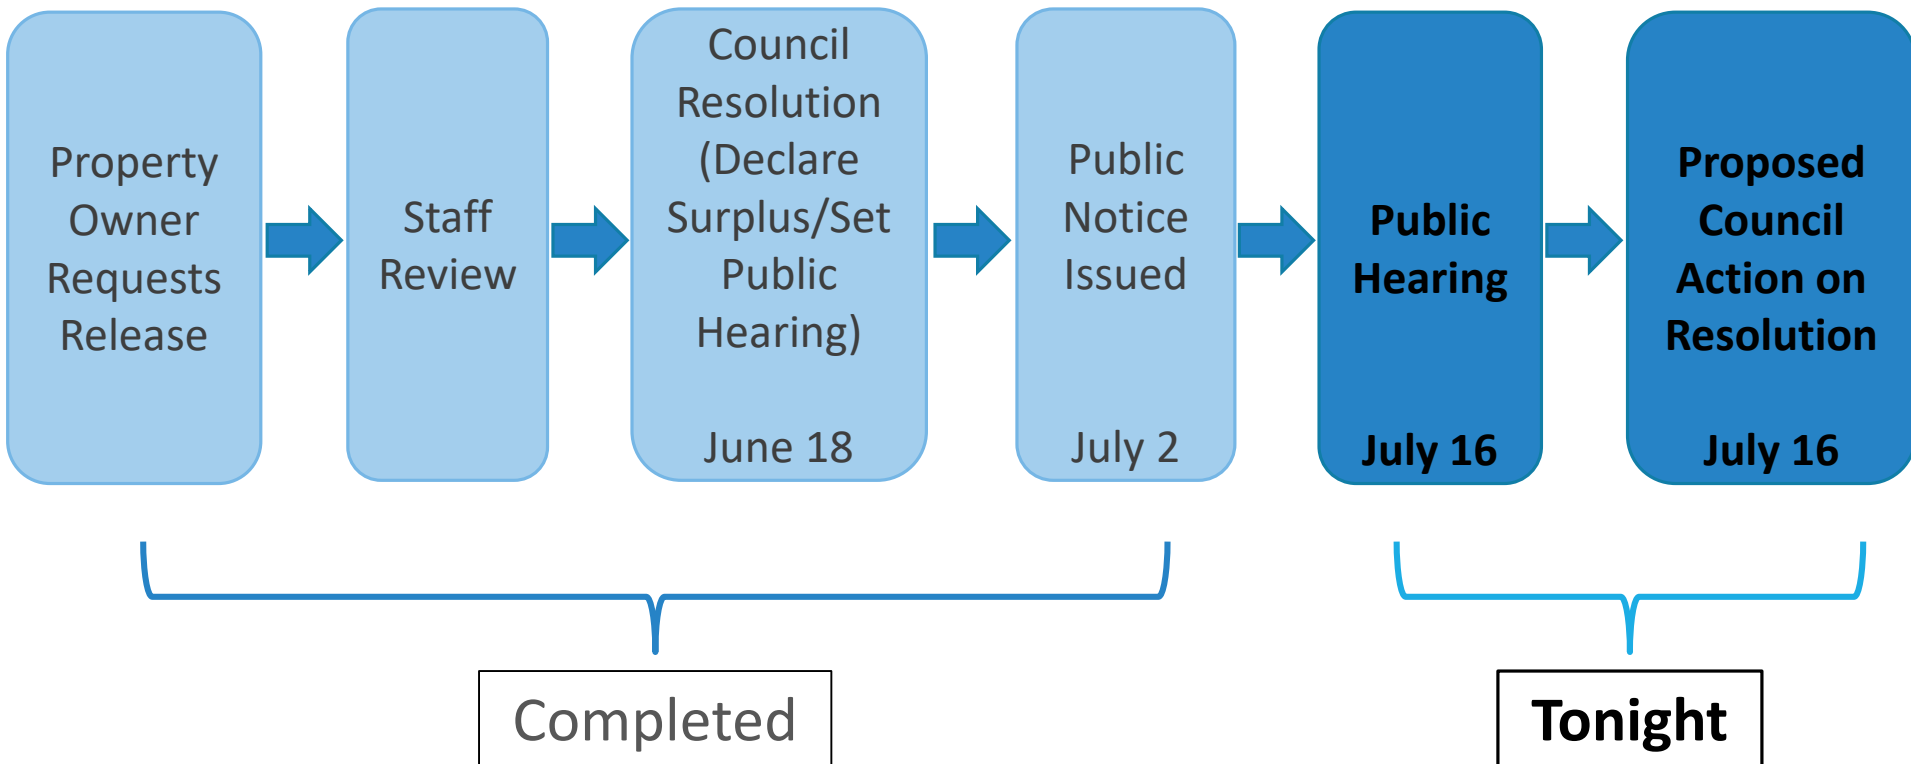 Property
Owner
Requests
Release
Staff
Review
Council
Resolution
(Declare
Surplus/Set
Public
Hearing)
June 18
Public
Notice
Issued
July 2
Public
Hearing
July 16
Proposed
Council
Action on
Resolution
July 16
Completed
Tonight